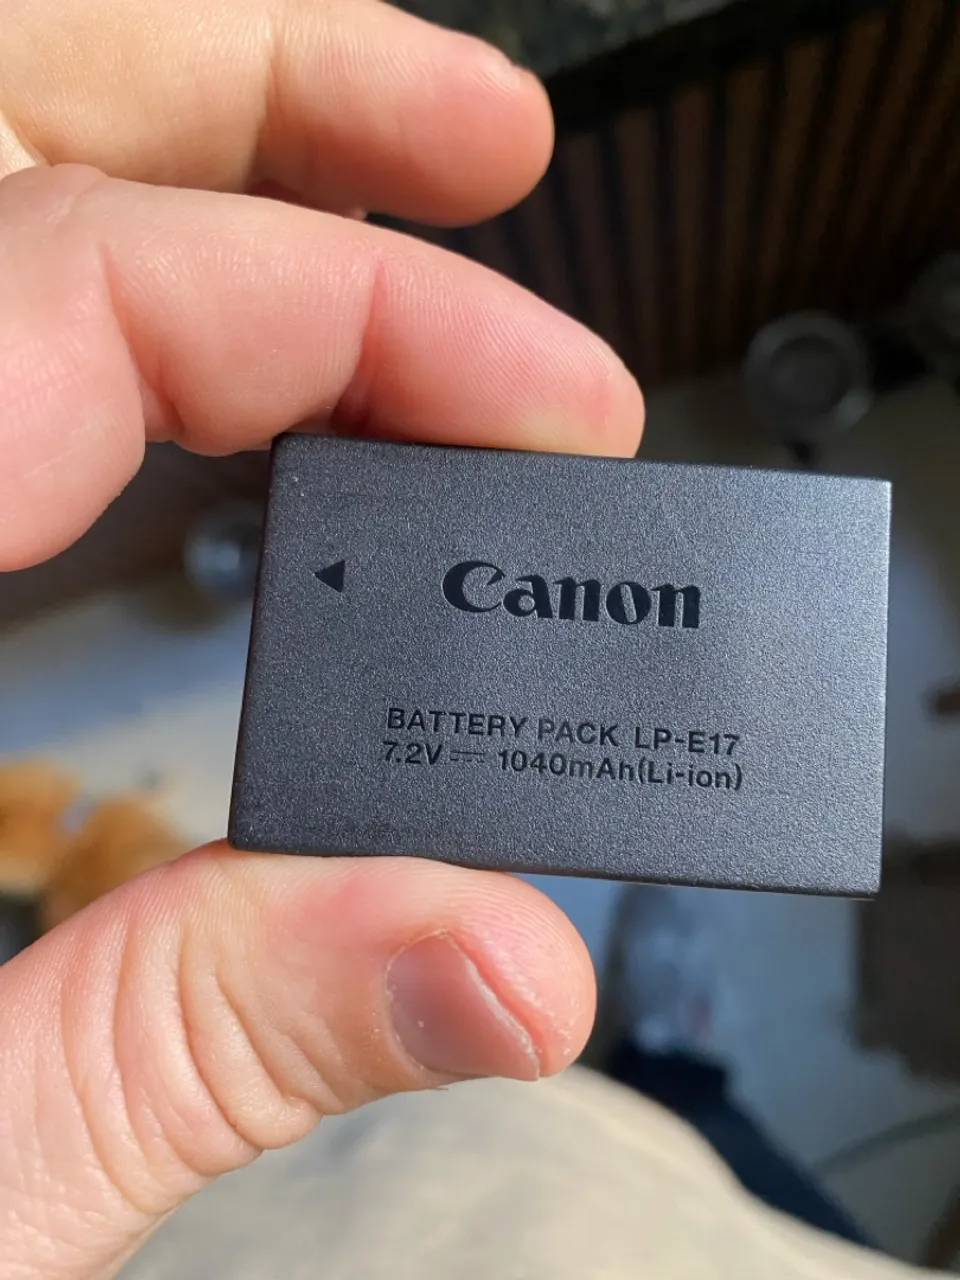 Canon
BATTERY PACK LP-E17
7.2V ⎓ 1040mAh(Li-ion)